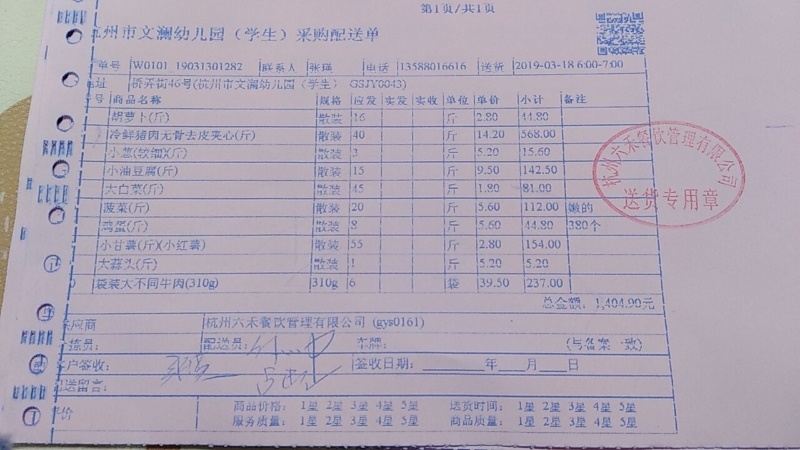 第1页/共1页
杭州市文澜幼儿园（学生）采购配送单
单号 W0101_19031301282 联系人 张瑛 电话 13588016616 送货 2019-03-18 6:00-7:00
地址 桥弄街46号(杭州市文澜幼儿园（学生） GSJY0043)
号 商品名称 规格 应发 实发 实收 单位 单价 小计 备注
胡萝卜(斤) 散装 16 斤 2.80 44.80
冷鲜猪肉无骨去皮夹心(斤) 散装 40 斤 14.20 568.00
小葱(较细)(斤) 散装 3 斤 5.20 15.60
小油豆腐(斤) 散装 15 斤 9.50 142.50
大白菜(斤) 散装 45 斤 1.80 81.00
菠菜(斤) 散装 20 斤 5.60 112.00 嫩的
鸡蛋(斤) 散装 8 斤 5.60 44.80 380个
小甘薯(斤)(小红薯) 散装 55 斤 2.80 154.00
大蒜头(斤) 散装 1 斤 5.20 5.20
袋装大不同牛肉(310g) 310g 6 袋 39.50 237.00
总金额: 1,404.90元
杭州六禾餐饮管理有限公司
送货专用章
供应商 杭州六禾餐饮管理有限公司 (gys0161)
拣员: 配送员: 车牌: (与备案一致)
客户签收: 签收日期: 年 月 日
配送留言:
评价 商品价格: 1星 2星 3星 4星 5星 送货时间: 1星 2星 3星 4星 5星
服务质量: 1星 2星 3星 4星 5星 商品质量: 1星 2星 3星 4星 5星